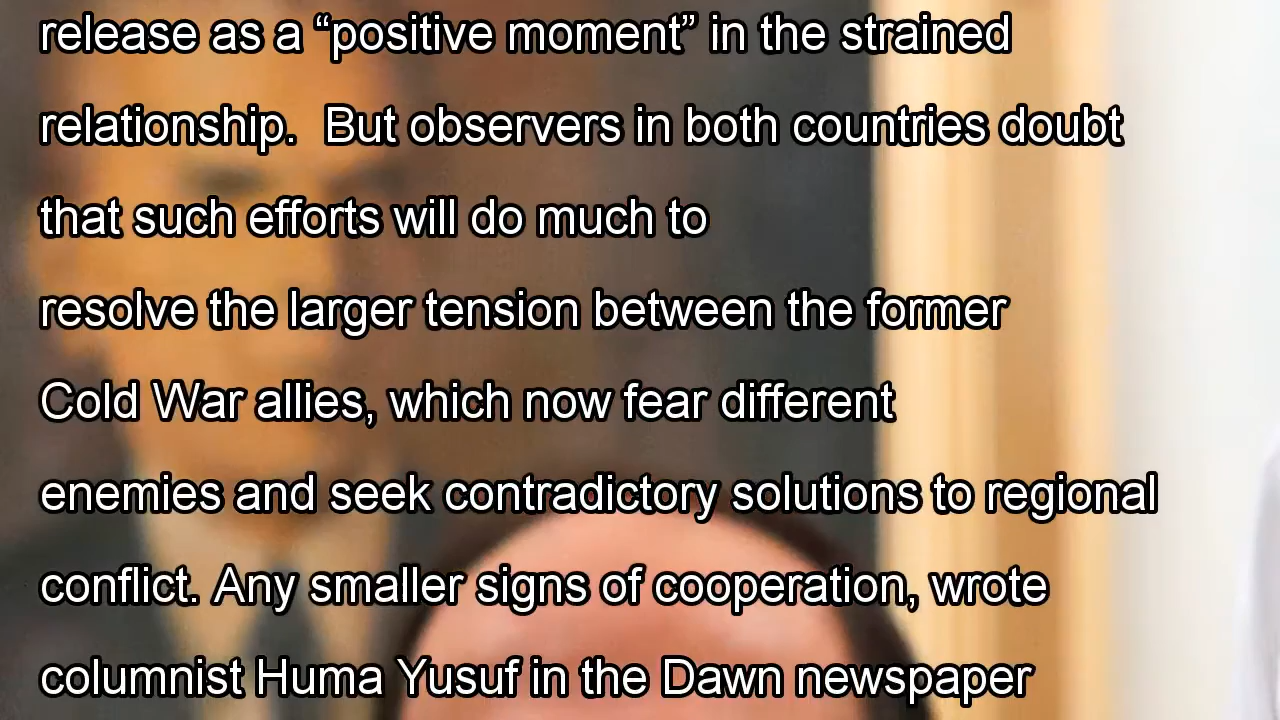 release as a “positive moment” in the strained
relationship.  But observers in both countries doubt
that such efforts will do much to
resolve the larger tension between the former
Cold War allies, which now fear different
enemies and seek contradictory solutions to regional
conflict. Any smaller signs of cooperation, wrote
columnist Huma Yusuf in the Dawn newspaper